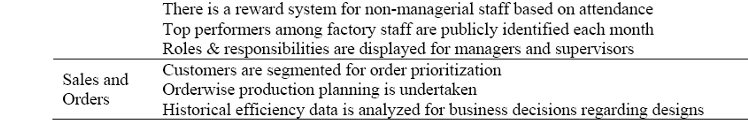 There is a reward system for non-managerial staff based on attendance
Top performers among factory staff are publicly identified each month
Roles & responsibilities are displayed for managers and supervisors
Sales and Orders
Customers are segmented for order prioritization
Orderwise production planning is undertaken
Historical efficiency data is analyzed for business decisions regarding designs